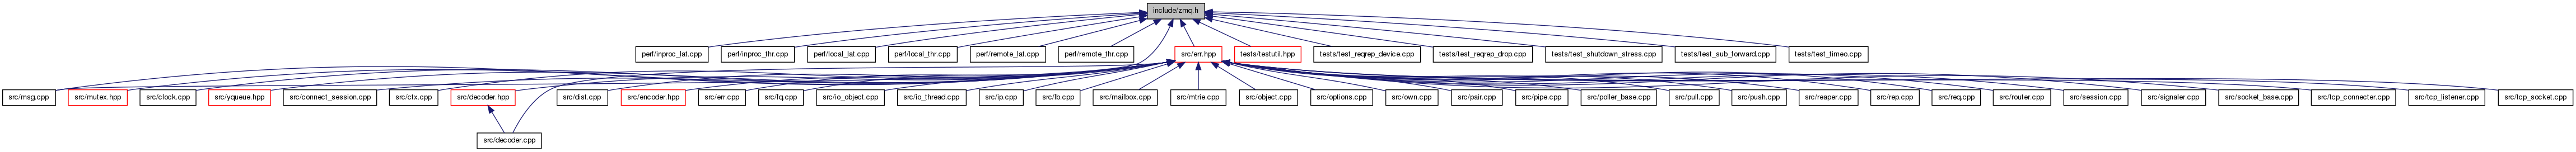 include/zmq.h
perf/inproc_lat.cpp
perf/inproc_thr.cpp
perf/local_lat.cpp
perf/local_thr.cpp
perf/remote_lat.cpp
perf/remote_thr.cpp
src/err.hpp
tests/testutil.hpp
tests/test_reqrep_device.cpp
tests/test_reqrep_drop.cpp
tests/test_shutdown_stress.cpp
tests/test_sub_forward.cpp
tests/test_timeo.cpp
src/msg.cpp
src/mutex.hpp
src/clock.cpp
src/yqueue.hpp
src/connect_session.cpp
src/ctx.cpp
src/decoder.hpp
src/dist.cpp
src/encoder.hpp
src/err.cpp
src/fq.cpp
src/io_object.cpp
src/io_thread.cpp
src/ip.cpp
src/lb.cpp
src/mailbox.cpp
src/mtrie.cpp
src/object.cpp
src/options.cpp
src/own.cpp
src/pair.cpp
src/pipe.cpp
src/poller_base.cpp
src/pull.cpp
src/push.cpp
src/reaper.cpp
src/rep.cpp
src/req.cpp
src/router.cpp
src/session.cpp
src/signaler.cpp
src/socket_base.cpp
src/tcp_connecter.cpp
src/tcp_listener.cpp
src/tcp_socket.cpp
src/decoder.cpp